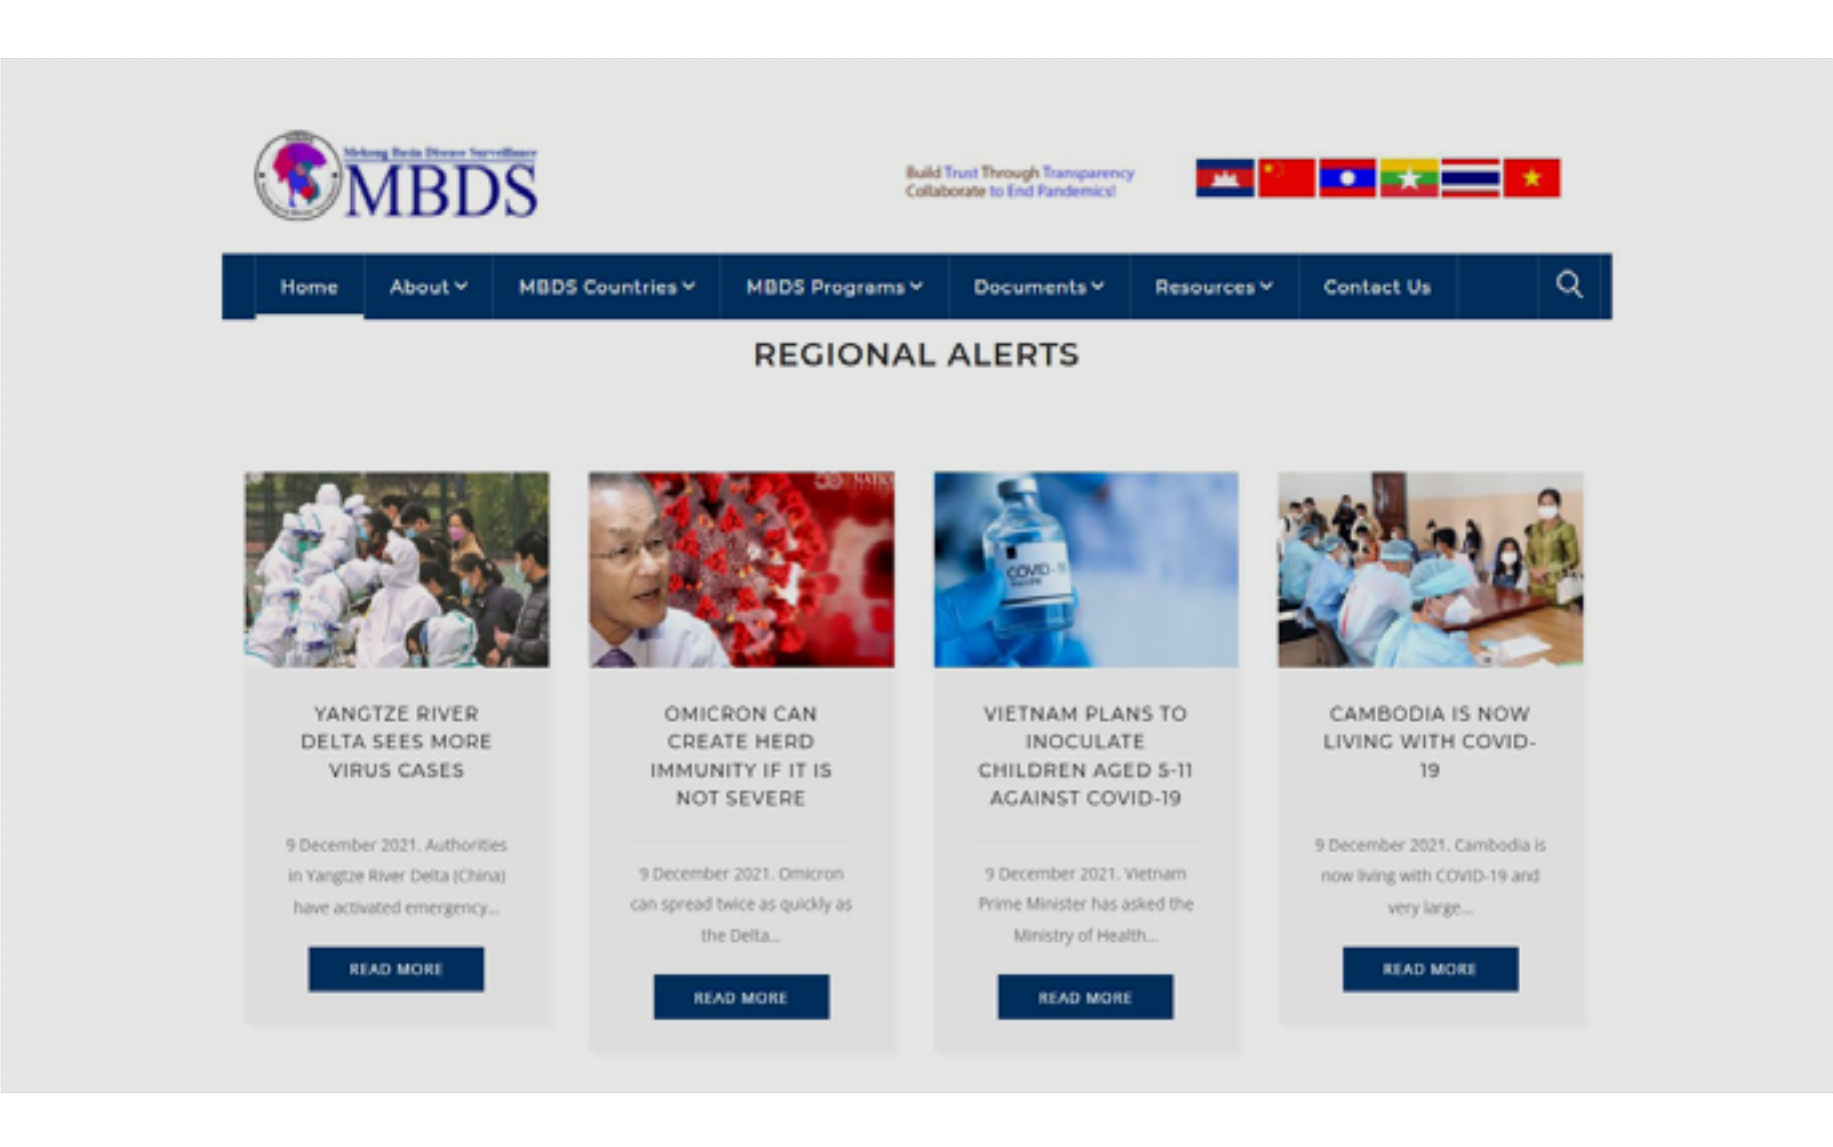 Mekong Basin Disease Surveillance
MBDS
Build Trust Through Transparency
Collaborate to End Pandemics!
Home
About
MBDS Countries
MBDS Programs
Documents
Resources
Contact Us
REGIONAL ALERTS
YANGTZE RIVER
DELTA SEES MORE
VIRUS CASES
9 December 2021. Authorities
in Yangtze River Delta (China)
have activated emergency...
READ MORE
OMICRON CAN
CREATE HERD
IMMUNITY IF IT IS
NOT SEVERE
9 December 2021. Omicron
can spread twice as quickly as
the Delta...
READ MORE
COVID-
VIETNAM PLANS TO
INOCULATE
CHILDREN AGED 5-11
AGAINST COVID-19
9 December 2021. Vietnam
Prime Minister has asked the
Ministry of Health...
READ MORE
CAMBODIA IS NOW
LIVING WITH COVID-
19
9 December 2021. Cambodia is
now living with COVID-19 and
very large...
READ MORE